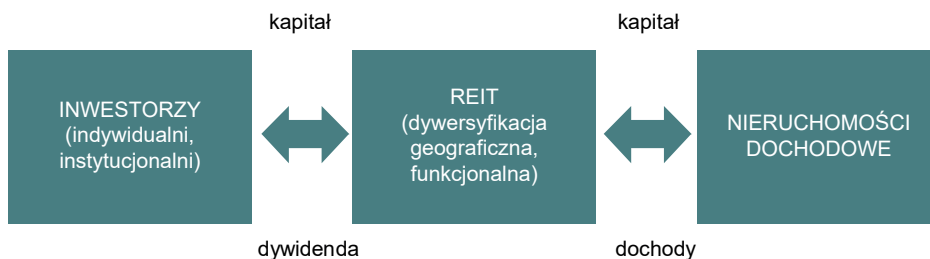 kapitał
kapitał
INWESTORZY
(indywidualni,
instytucjonalni)
REIT
(dywersyfikacja
geograficzna,
funkcjonalna)
NIERUCHOMOŚCI
DOCHODOWE
dywidenda
dochody